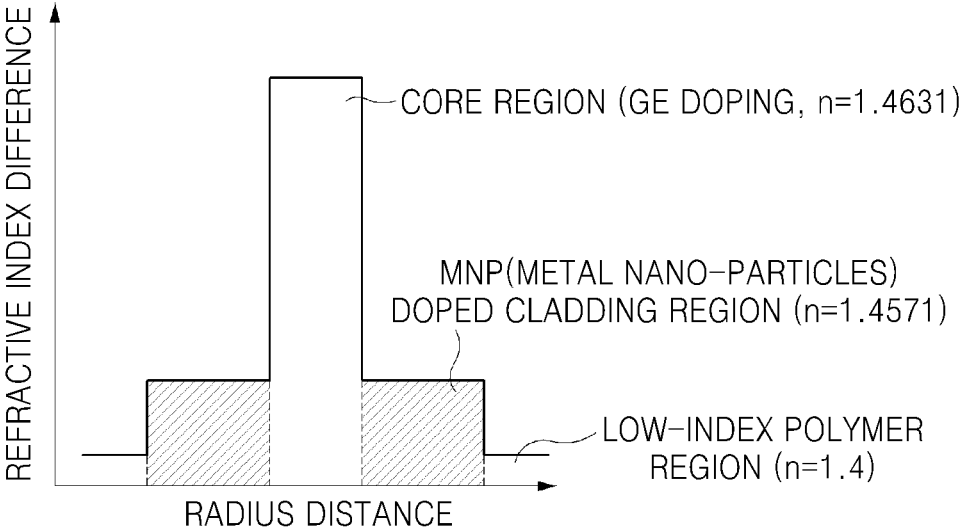 REFRACTIVE INDEX DIFFERENCE
CORE REGION (GE DOPING, n=1.4631)
MNP(METAL NANO-PARTICLES)
DOPED CLADDING REGION (n=1.4571)
LOW-INDEX POLYMER
REGION (n=1.4)
RADIUS DISTANCE